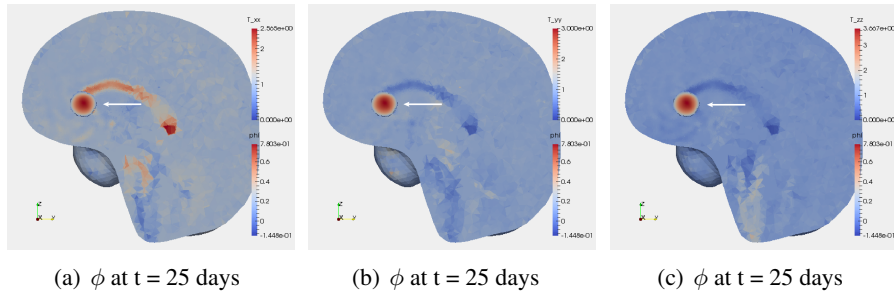 T_xx
2.565e+00
2
1
0.000e+00
phi
7.803e-01
0.6
0.4
0.2
0
-1.448e-01
z
x
y
(a) ϕ at t = 25 days
T_yy
3.000e+00
2
1
0.000e+00
phi
7.803e-01
0.6
0.4
0.2
0
-1.448e-01
z
x
y
(b) ϕ at t = 25 days
T_zz
3.667e+00
3
2
1
0.000e+00
phi
7.803e-01
0.6
0.4
0.2
0
-1.448e-01
z
x
y
(c) ϕ at t = 25 days